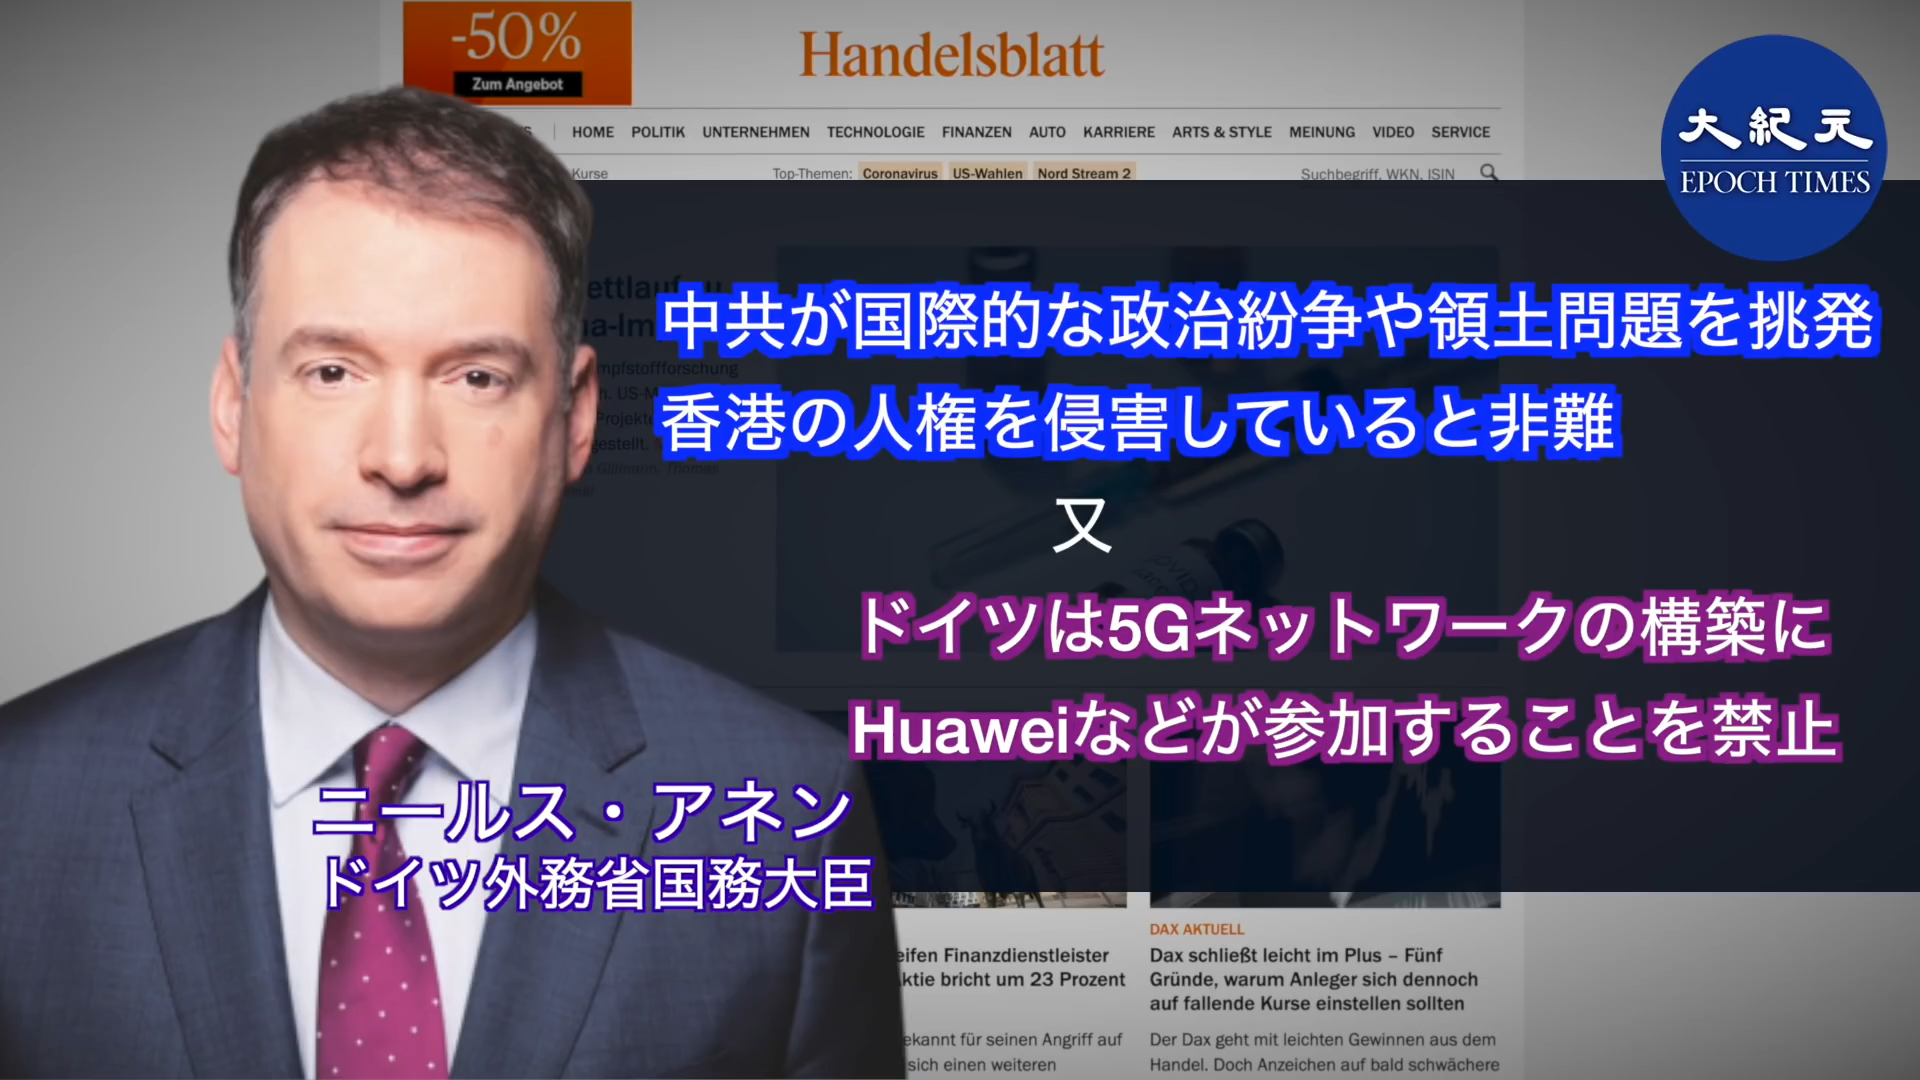 -50%
Zum Angebot
Handelsblatt
HOME POLITIK UNTERNEHMEN TECHNOLOGIE FINANZEN AUTO KARRIERE ARTS & STYLE MEINUNG VIDEO SERVICE
Kurse Top-Themen: Coronavirus US-Wahlen Nord Stream 2 Suchbegriff, WKN, ISIN
大紀元
EPOCH TIMES
中共が国際的な政治紛争や領土問題を挑発
香港の人権を侵害していると非難
又
ドイツは5Gネットワークの構築に
Huaweiなどが参加することを禁止
ニールス・アネン
ドイツ外務省国務大臣
eifen Finanzdienstleister
ktie bricht um 23 Prozent
ekannt für seinen Angriff auf
sich einen weiteren
DAX AKTUELL
Dax schließt leicht im Plus – Fünf
Gründe, warum Anleger sich dennoch
auf fallende Kurse einstellen sollten
Der Dax geht mit leichten Gewinnen aus dem
Handel. Doch Anzeichen auf bald schwächere